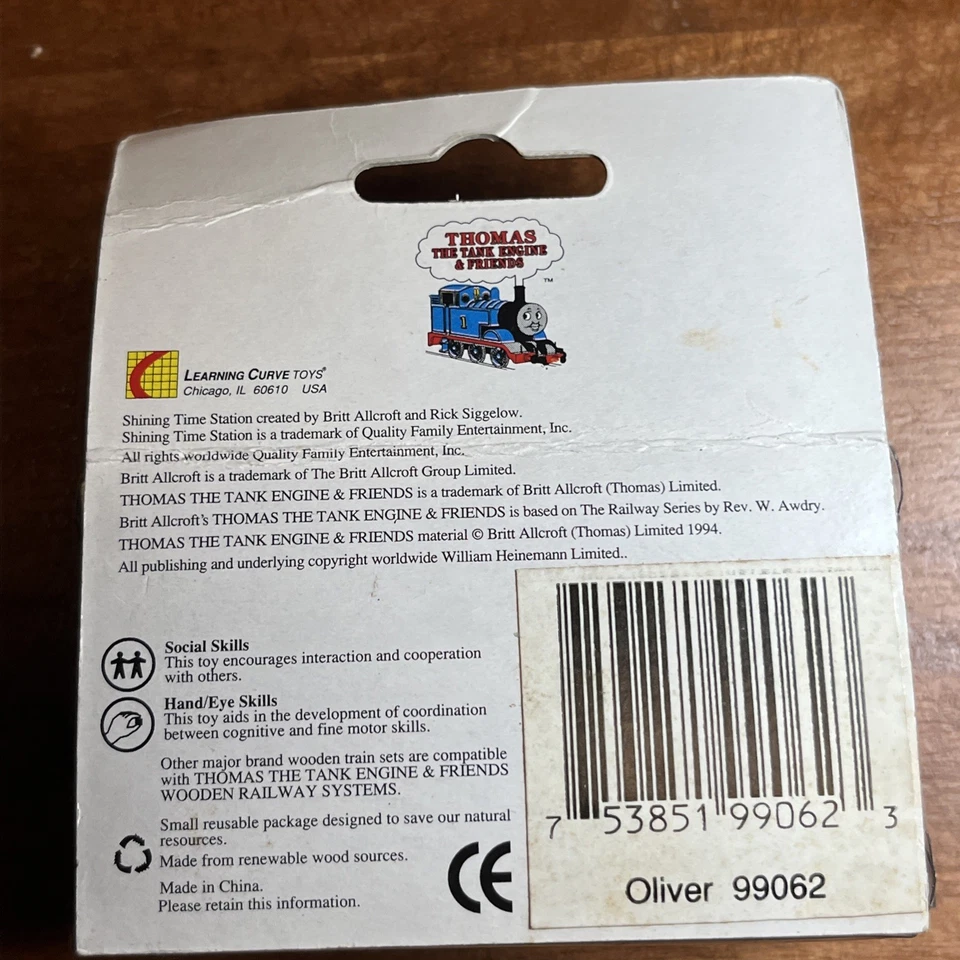 THOMAS
THE TANK ENGINE
& FRIENDS
™
1
LEARNING CURVE TOYS®
Chicago, IL 60610 USA
Shining Time Station created by Britt Allcroft and Rick Siggelow.
Shining Time Station is a trademark of Quality Family Entertainment, Inc.
All rights worldwide Quality Family Entertainment, Inc.
Britt Allcroft is a trademark of The Britt Allcroft Group Limited.
THOMAS THE TANK ENGINE & FRIENDS is a trademark of Britt Allcroft (Thomas) Limited.
Britt Allcroft's THOMAS THE TANK ENGINE & FRIENDS is based on The Railway Series by Rev. W. Awdry.
THOMAS THE TANK ENGINE & FRIENDS material © Britt Allcroft (Thomas) Limited 1994.
All publishing and underlying copyright worldwide William Heinemann Limited..
Social Skills
This toy encourages interaction and cooperation
with others.
Hand/Eye Skills
This toy aids in the development of coordination
between cognitive and fine motor skills.
Other major brand wooden train sets are compatible
with THOMAS THE TANK ENGINE & FRIENDS
WOODEN RAILWAY SYSTEMS.
Small reusable package designed to save our natural
resources.
Made from renewable wood sources.
Made in China.
Please retain this information.
CE
7 53851 99062 3
Oliver 99062